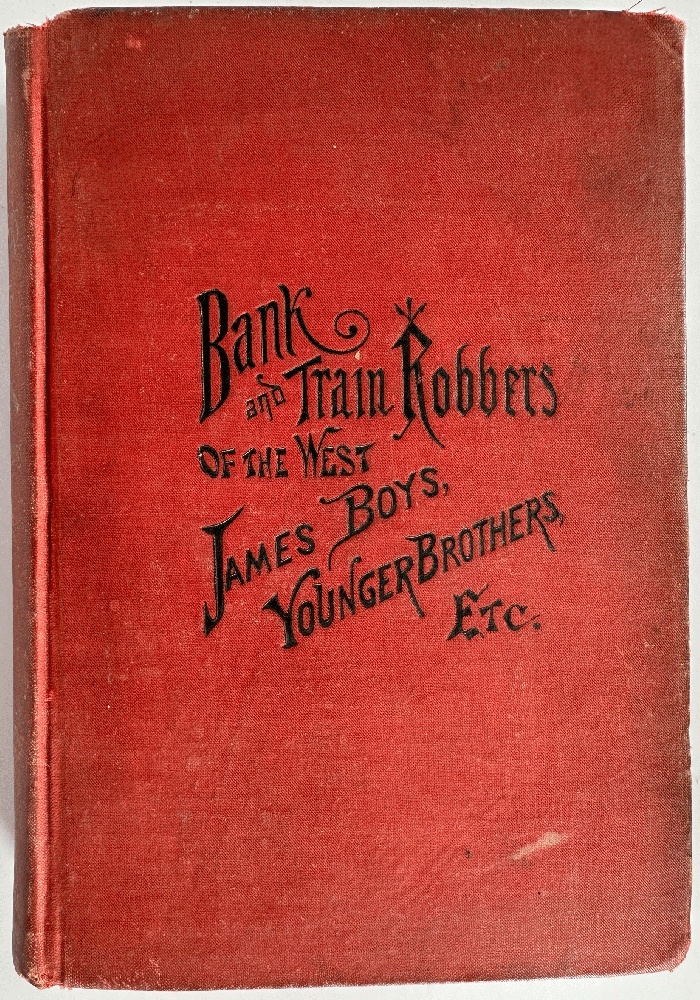 Bank
and Train Robbers
OF THE WEST
JAMES BOYS,
YOUNGER BROTHERS,
ETC.